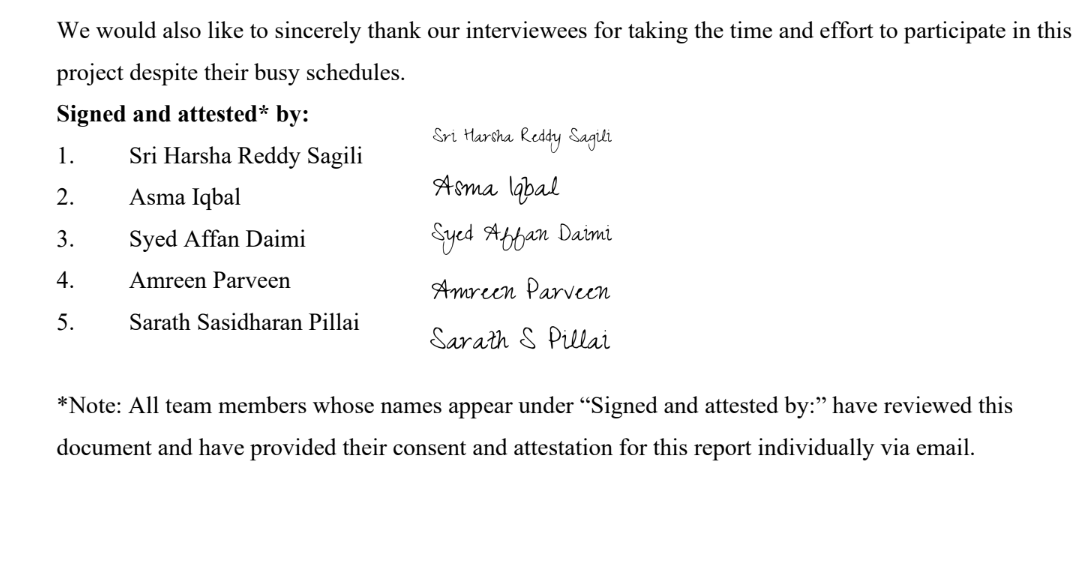 We would also like to sincerely thank our interviewees for taking the time and effort to participate in this
project despite their busy schedules.
Signed and attested* by:
1. Sri Harsha Reddy Sagili Sri Harsha Reddy Sagili
2. Asma Iqbal Asma Iqbal
3. Syed Affan Daimi Syed Affan Daimi
4. Amreen Parveen Amreen Parveen
5. Sarath Sasidharan Pillai Sarath S Pillai
*Note: All team members whose names appear under “Signed and attested by:” have reviewed this
document and have provided their consent and attestation for this report individually via email.